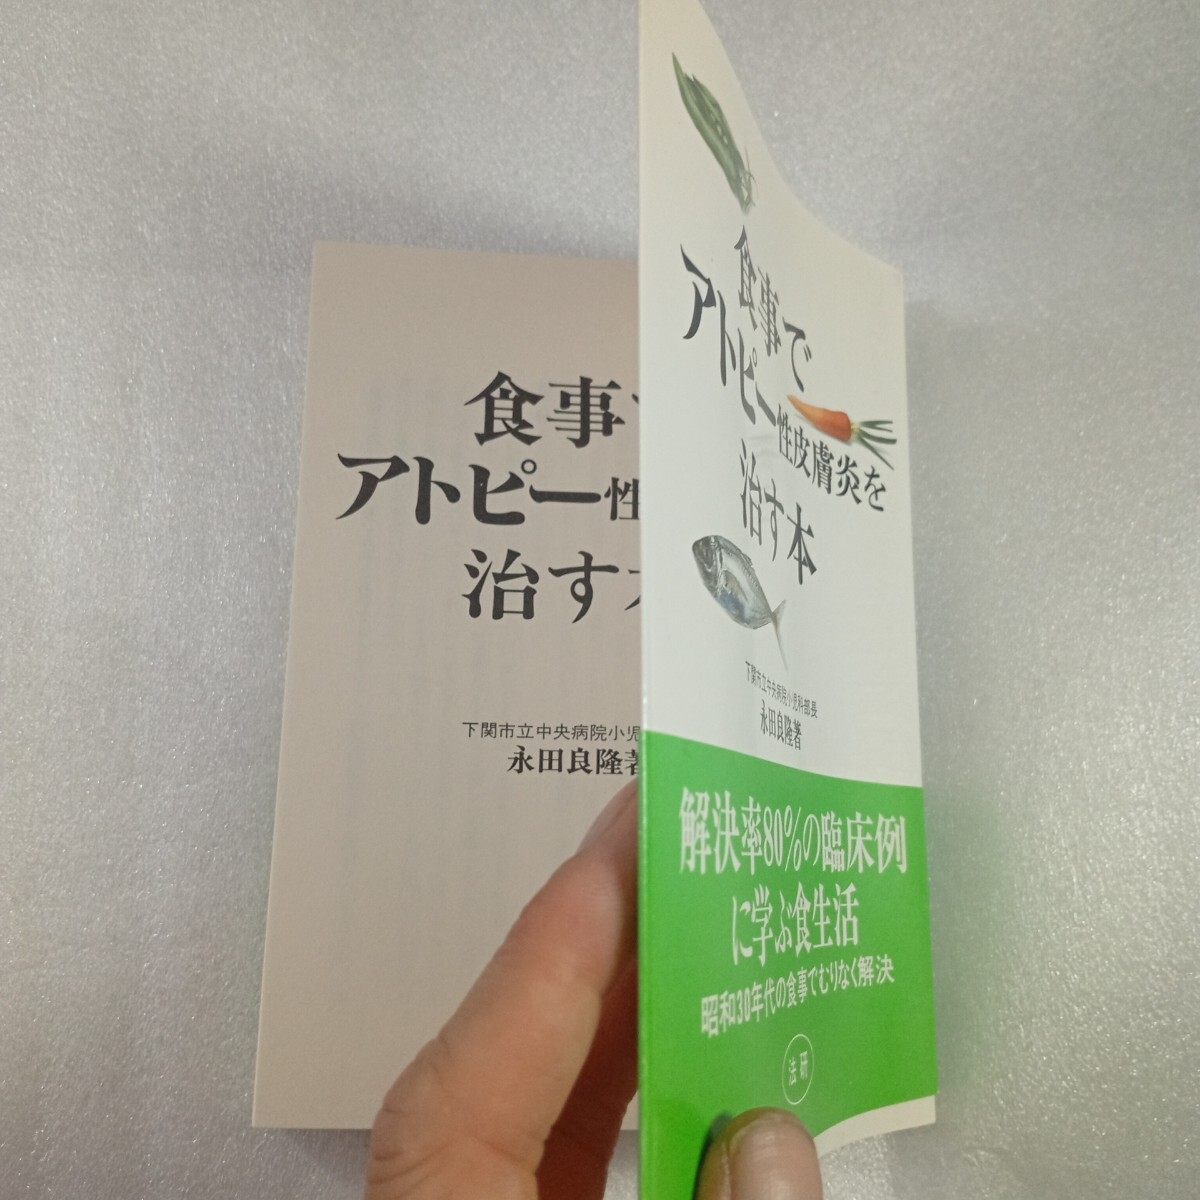 食事で
アトピー性
治す
下関市立中央病院小児
永田良隆著
食事で
アトピー性皮膚炎を
治す本
下関市立中央病院小児科部長
永田良隆著
解決率80%の臨床例
に学ぶ食生活
昭和30年代の食事でむりなく解決
法研